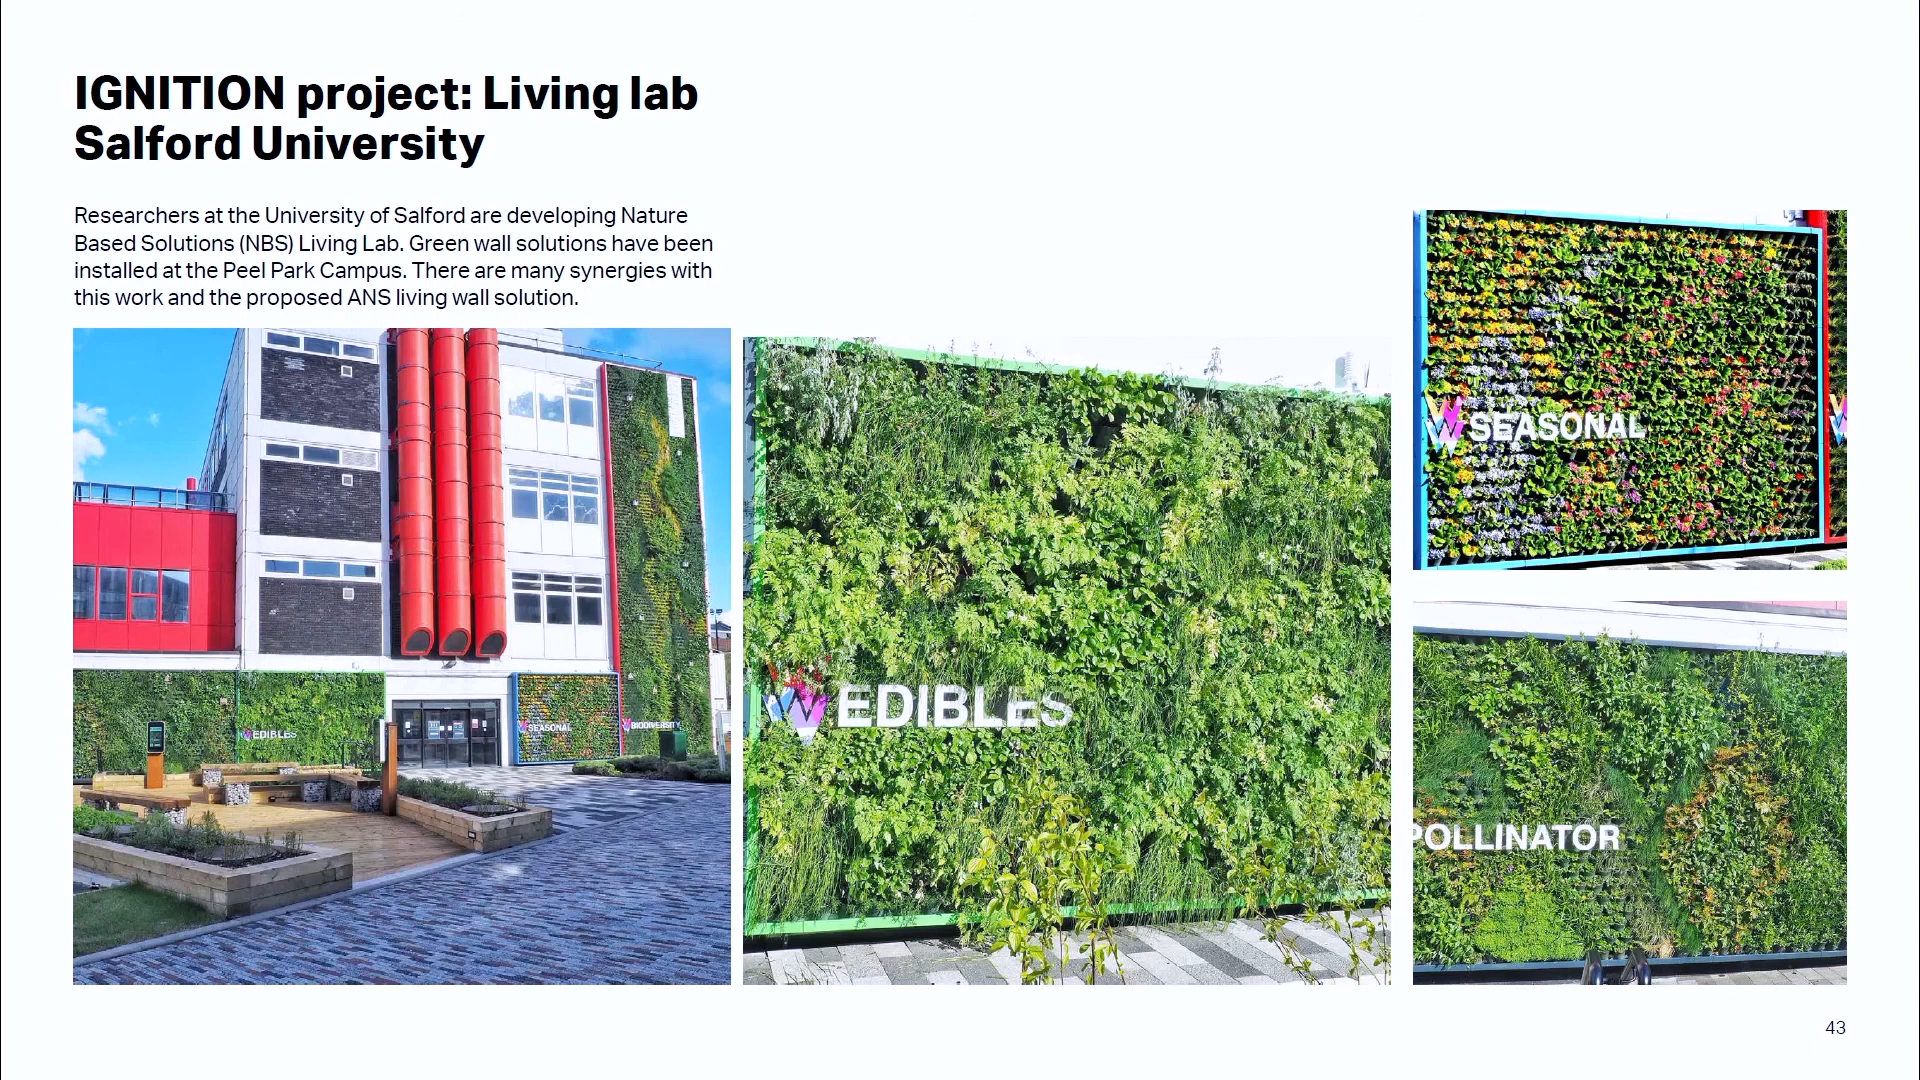 IGNITION project: Living lab
Salford University
Researchers at the University of Salford are developing Nature
Based Solutions (NBS) Living Lab. Green wall solutions have been
installed at the Peel Park Campus. There are many synergies with
this work and the proposed ANS living wall solution.
EDIBLES
SEASONAL
BIODIVERSITY
EDIBLES
SEASONAL
POLLINATOR
43